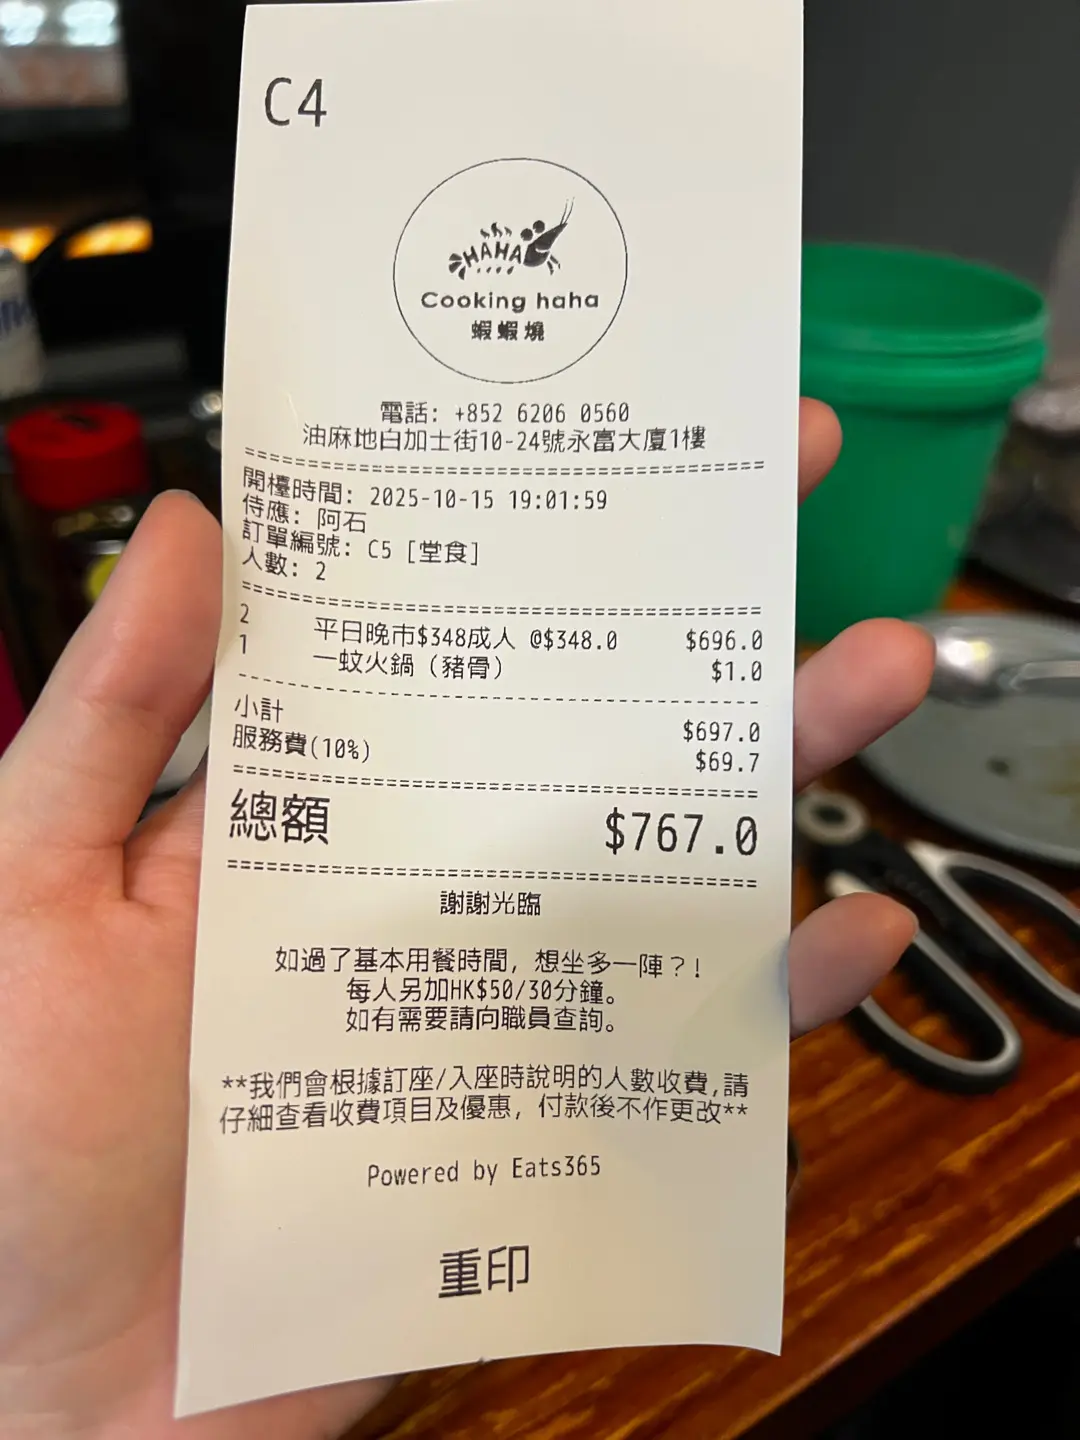 C4
HAHA
Cooking haha
蝦蝦燒
電話: +852 6206 0560
油麻地白加士街10-24號永富大廈1樓
開檯時間: 2025-10-15 19:01:59
侍應: 阿石
訂單編號: C5 [堂食]
人數: 2
2 平日晚市$348成人 @$348.0 $696.0
1 一蚊火鍋（豬骨） $1.0
小計 $697.0
服務費(10%) $69.7
總額 $767.0
謝謝光臨
如過了基本用餐時間, 想坐多一陣？!
每人另加HK$50/30分鐘。
如有需要請向職員查詢。
**我們會根據訂座/入座時說明的人數收費,請
仔細查看收費項目及優惠, 付款後不作更改**
Powered by Eats365
重印